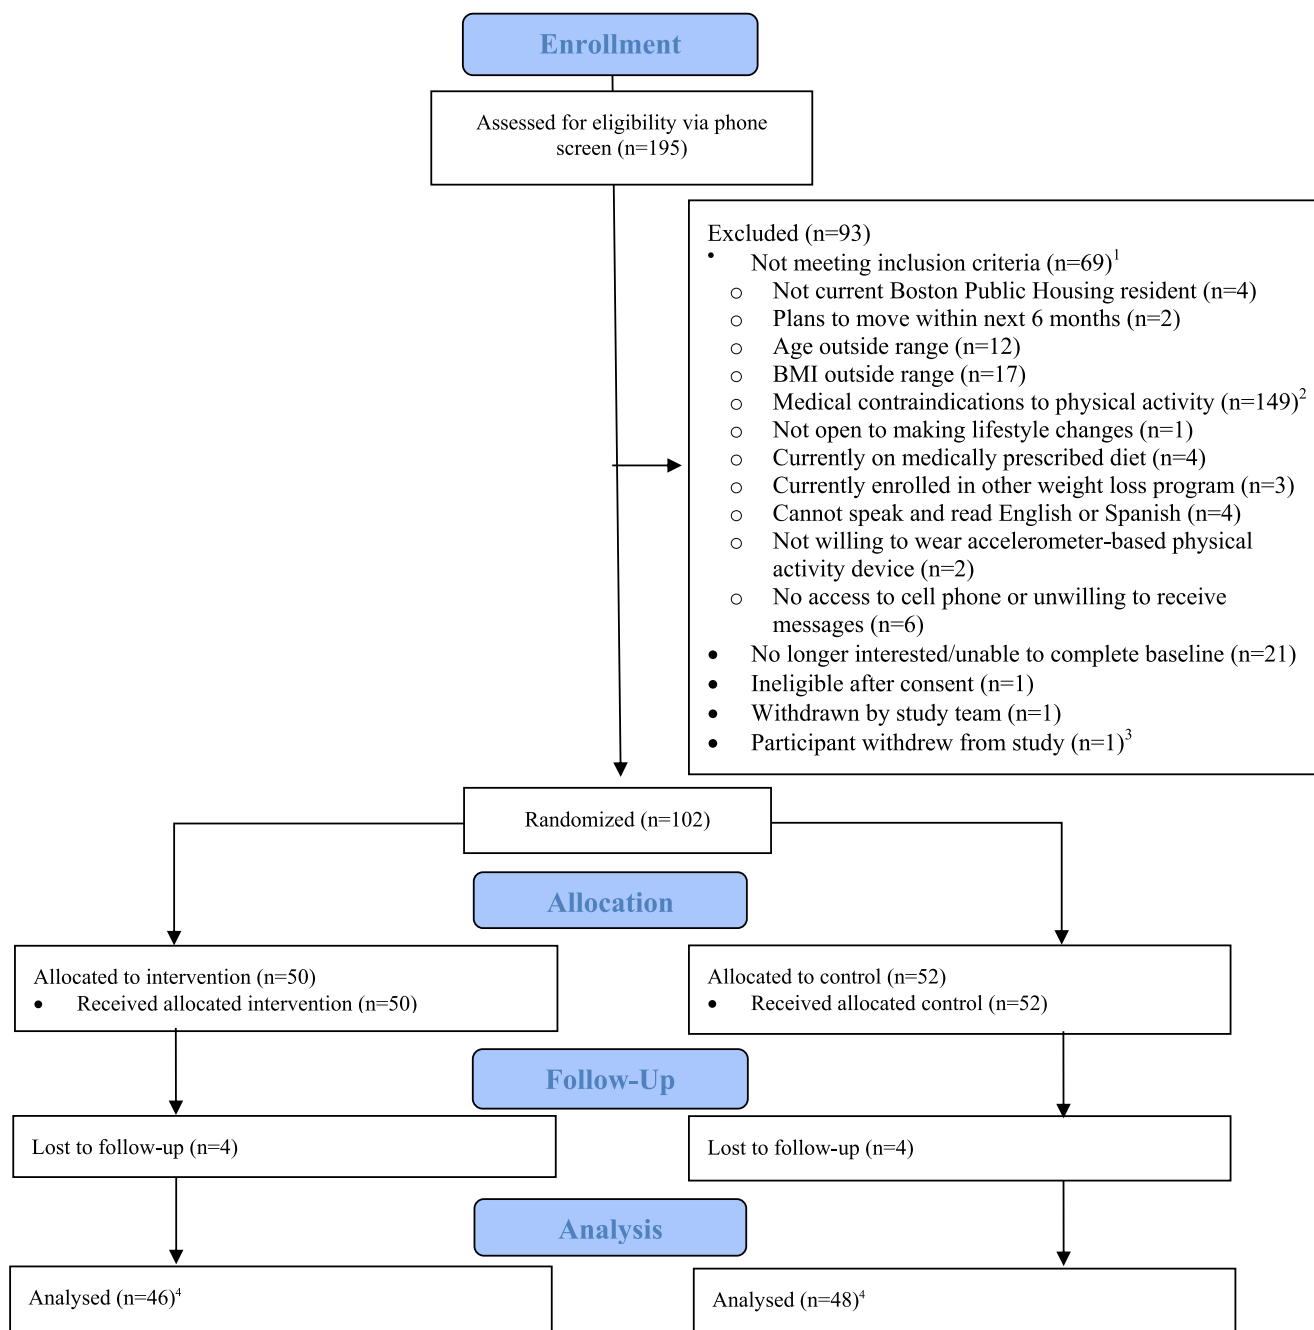 Enrollment
Assessed for eligibility via phone
screen (n=195)
Excluded (n=93)
• Not meeting inclusion criteria (n=69)1
o Not current Boston Public Housing resident (n=4)
o Plans to move within next 6 months (n=2)
o Age outside range (n=12)
o BMI outside range (n=17)
o Medical contraindications to physical activity (n=149)2
o Not open to making lifestyle changes (n=1)
o Currently on medically prescribed diet (n=4)
o Currently enrolled in other weight loss program (n=3)
o Cannot speak and read English or Spanish (n=4)
o Not willing to wear accelerometer-based physical
activity device (n=2)
o No access to cell phone or unwilling to receive
messages (n=6)
• No longer interested/unable to complete baseline (n=21)
• Ineligible after consent (n=1)
• Withdrawn by study team (n=1)
• Participant withdrew from study (n=1)3
Randomized (n=102)
Allocation
Allocated to intervention (n=50)
• Received allocated intervention (n=50)
Allocated to control (n=52)
• Received allocated control (n=52)
Follow-Up
Lost to follow-up (n=4)
Lost to follow-up (n=4)
Analysis
Analysed (n=46)4
Analysed (n=48)4